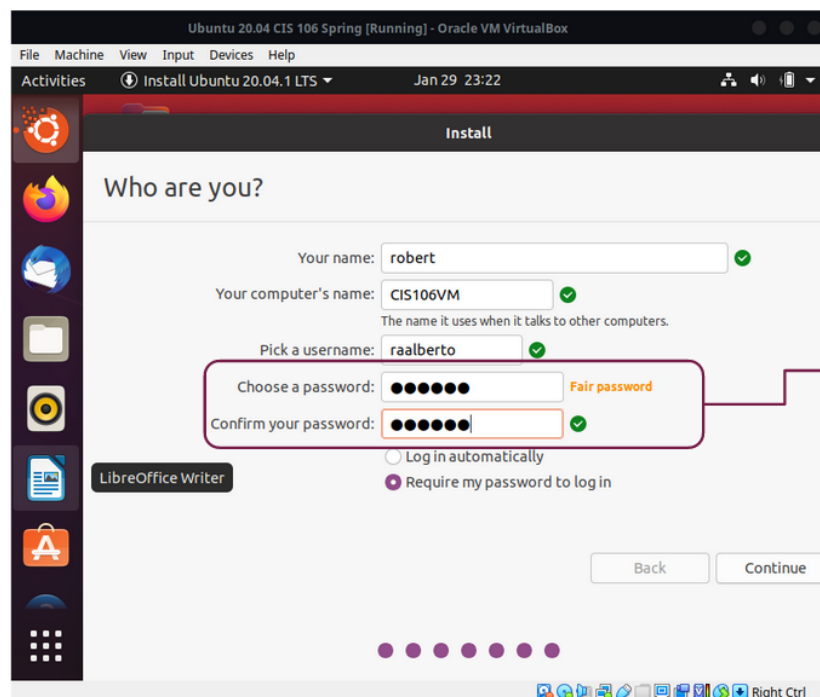 Ubuntu 20.04 CIS 106 Spring [Running] - Oracle VM VirtualBox
File Machine View Input Devices Help
Activities Install Ubuntu 20.04.1 LTS Jan 29 23:22
Install
Who are you?
Your name: robert
Your computer's name: CIS106VM
The name it uses when it talks to other computers.
Pick a username: raalberto
Choose a password: ●●●●●● Fair password
Confirm your password: ●●●●●●
Log in automatically
LibreOffice Writer
Require my password to log in
Back Continue
Right Ctrl